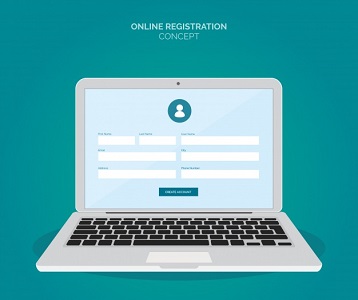 ONLINE REGISTRATION
CONCEPT
First Name Last Name User Name
Email City
Address Phone Number
CREATE ACCOUNT